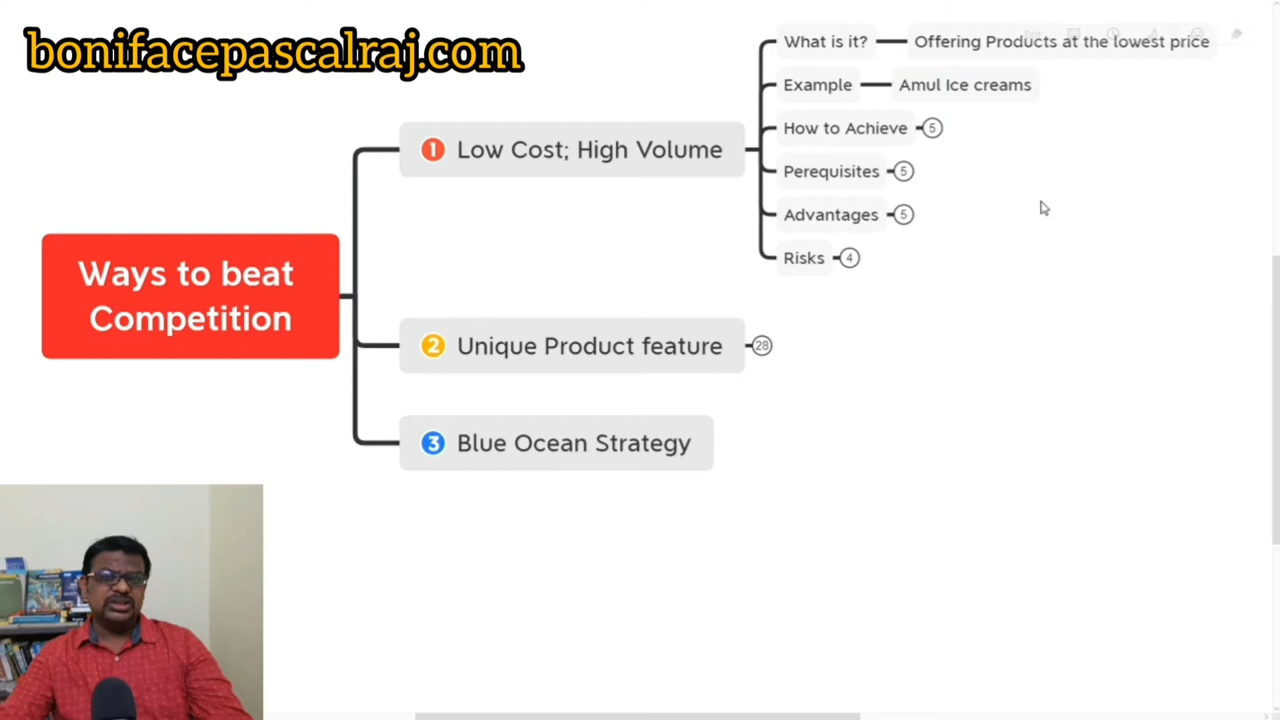 bonifacepascalraj.com
What is it?
Offering Products at the lowest price
Example
Amul Ice creams
1 Low Cost; High Volume
How to Achieve 5
Perequisites 5
Advantages 5
Risks 4
Ways to beat
Competition
2 Unique Product feature 28
3 Blue Ocean Strategy